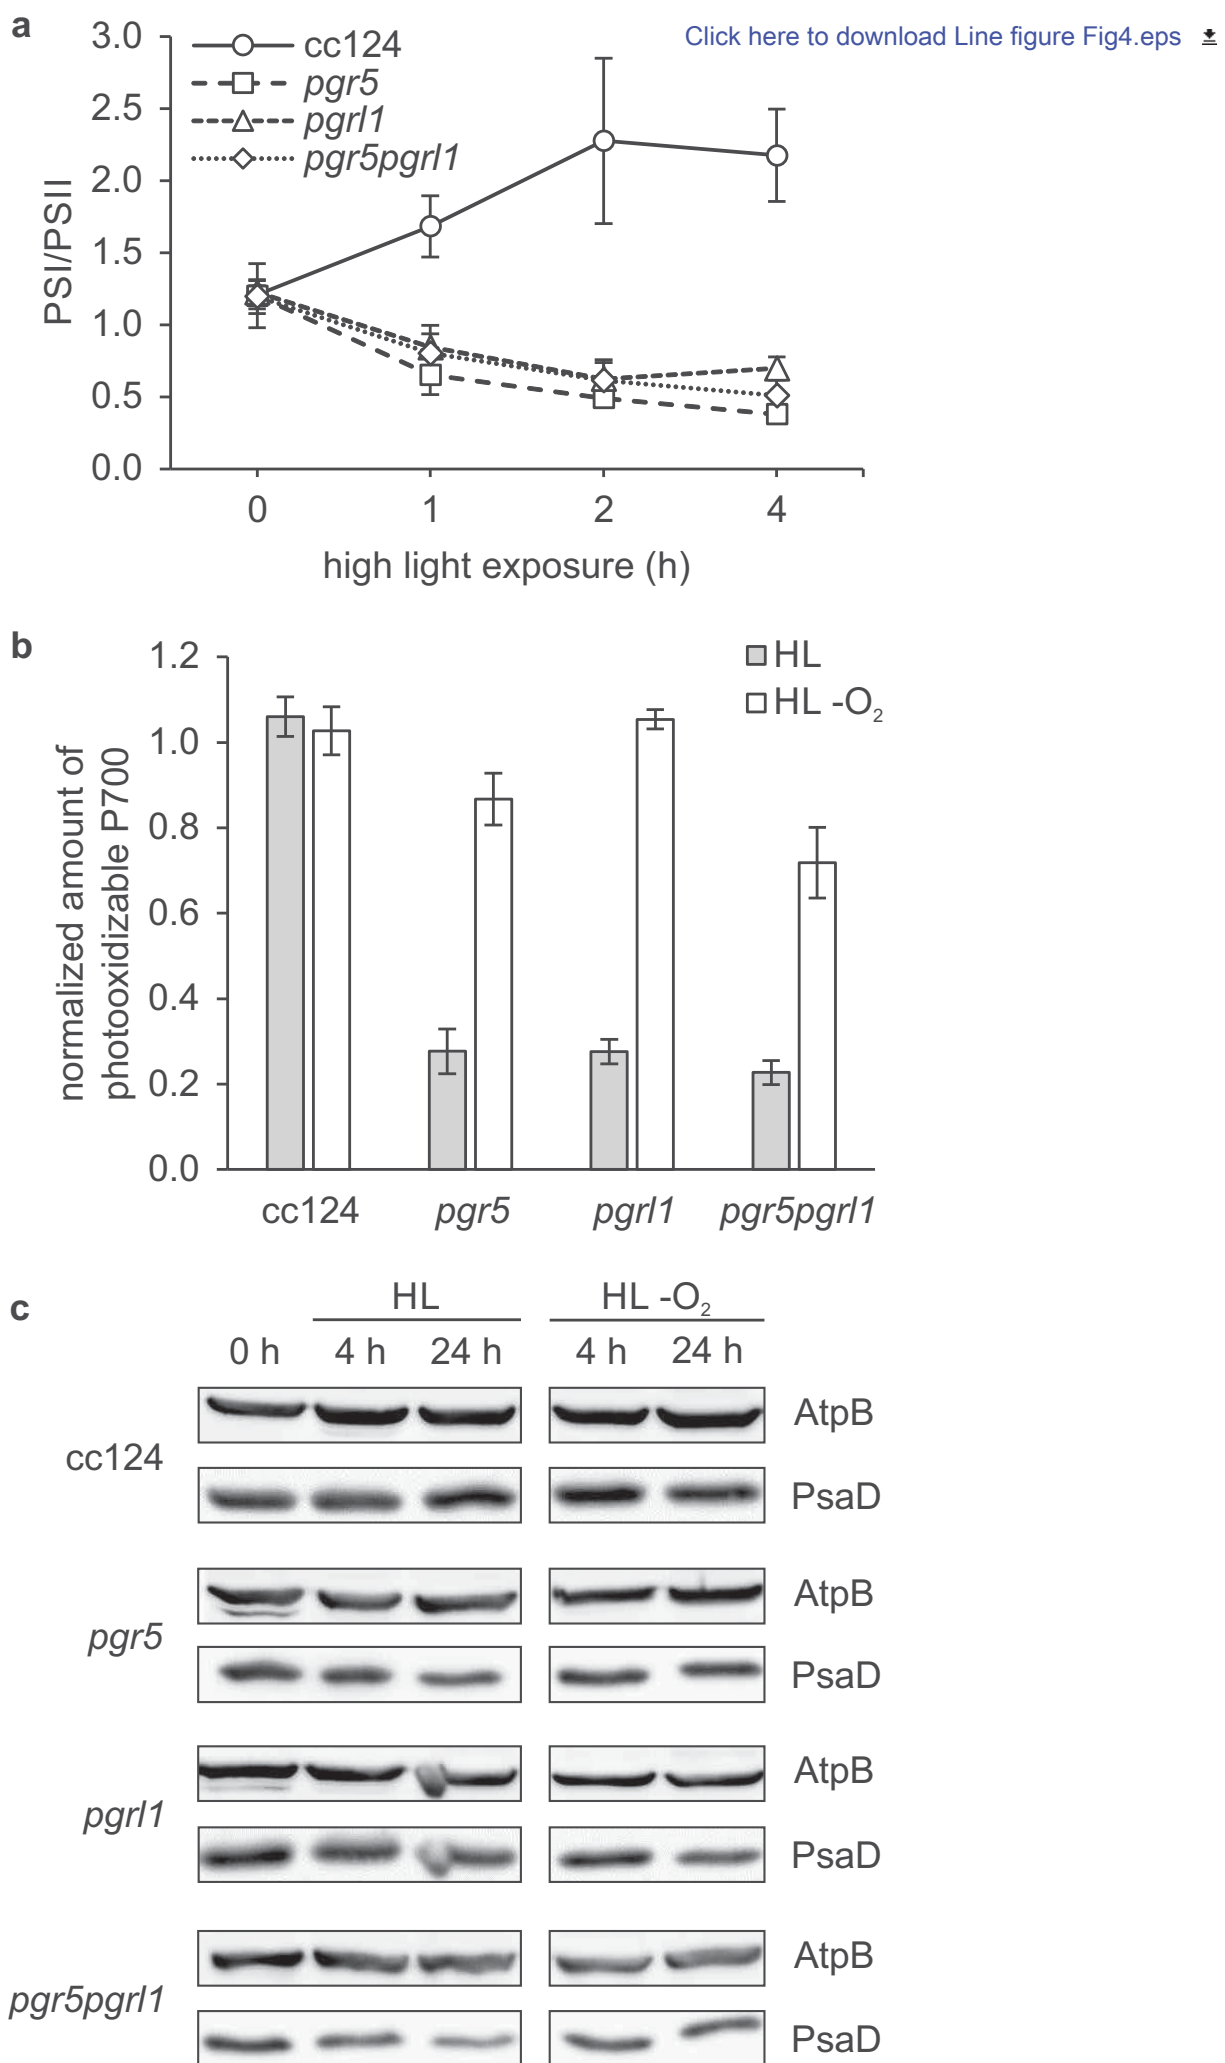 a
Click here to download Line figure Fig4.eps
3.0
2.5
2.0
1.5
1.0
0.5
0.0
PSI/PSII
cc124
pgr5
pgrl1
pgr5pgrl1
0 1 2 4
high light exposure (h)
b
1.2
1.0
0.8
0.6
0.4
0.2
0.0
normalized amount of
photooxidizable P700
HL
HL -O₂
cc124 pgr5 pgrl1 pgr5pgrl1
c
HL HL -O₂
0 h 4 h 24 h 4 h 24 h
cc124
AtpB
PsaD
pgr5
AtpB
PsaD
pgrl1
AtpB
PsaD
pgr5pgrl1
AtpB
PsaD